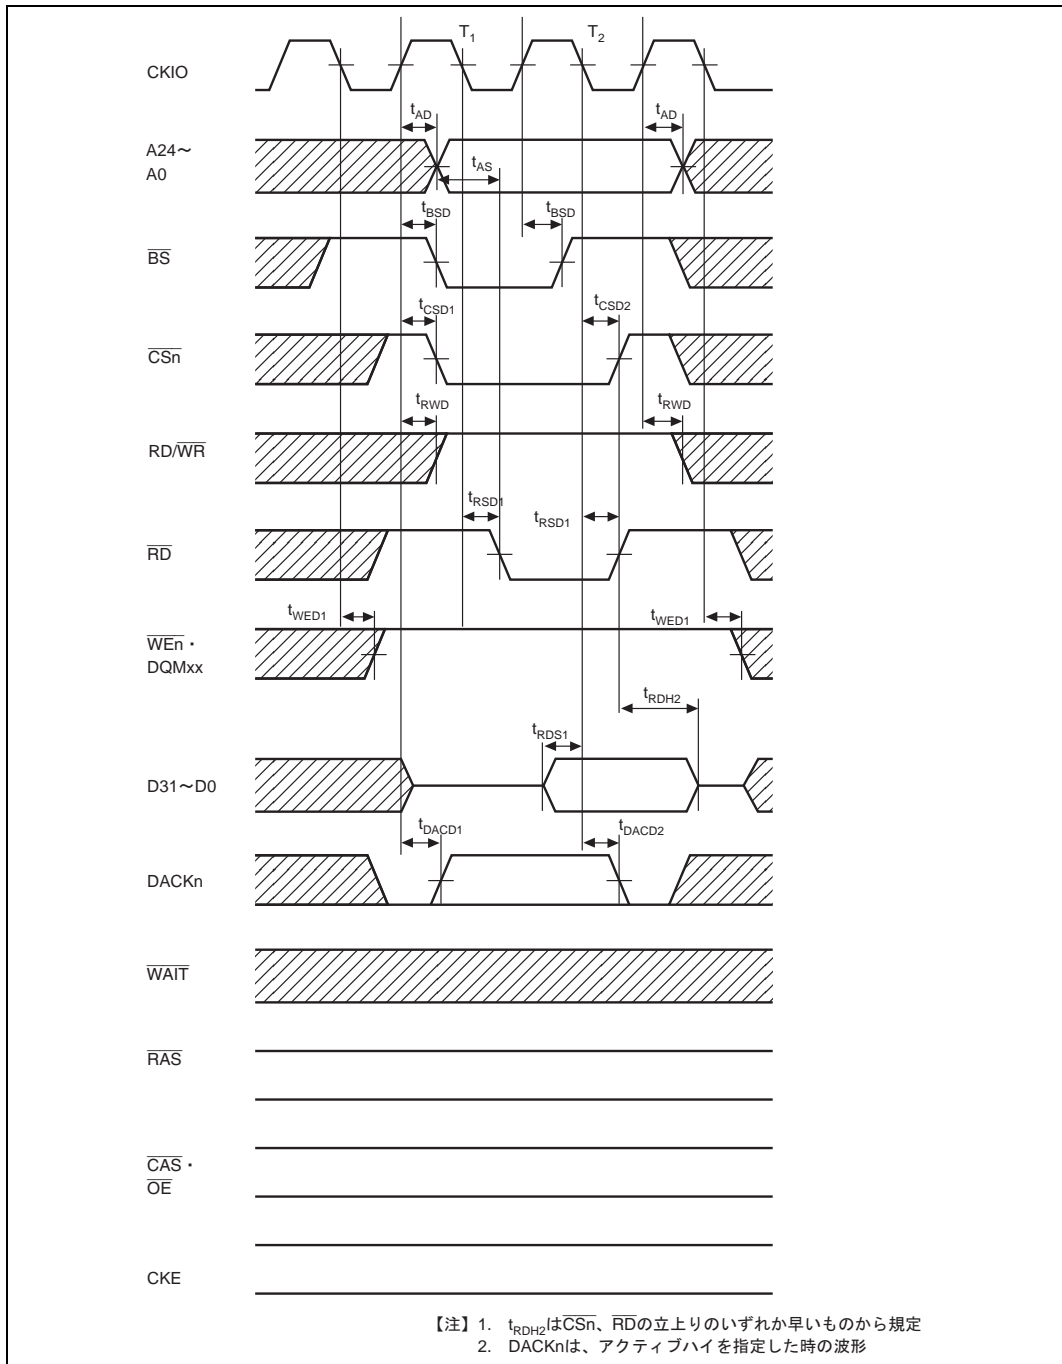 T1 T2
CKIO
tAD tAD
A24～
A0
tAS
tBSD tBSD
BS
tCSD1 tCSD2
CSn
tRWD tRWD
RD/WR
tRSD1 tRSD1
RD
tWED1 tWED1
WEn・
DQMxx
tRDH2
tRDS1
D31～D0
tDACD1 tDACD2
DACKn
WAIT
RAS
CAS・
OE
CKE
【注】1. tRDH2はCSn、RDの立上りのいずれか早いものから規定
2. DACKnは、アクティブハイを指定した時の波形